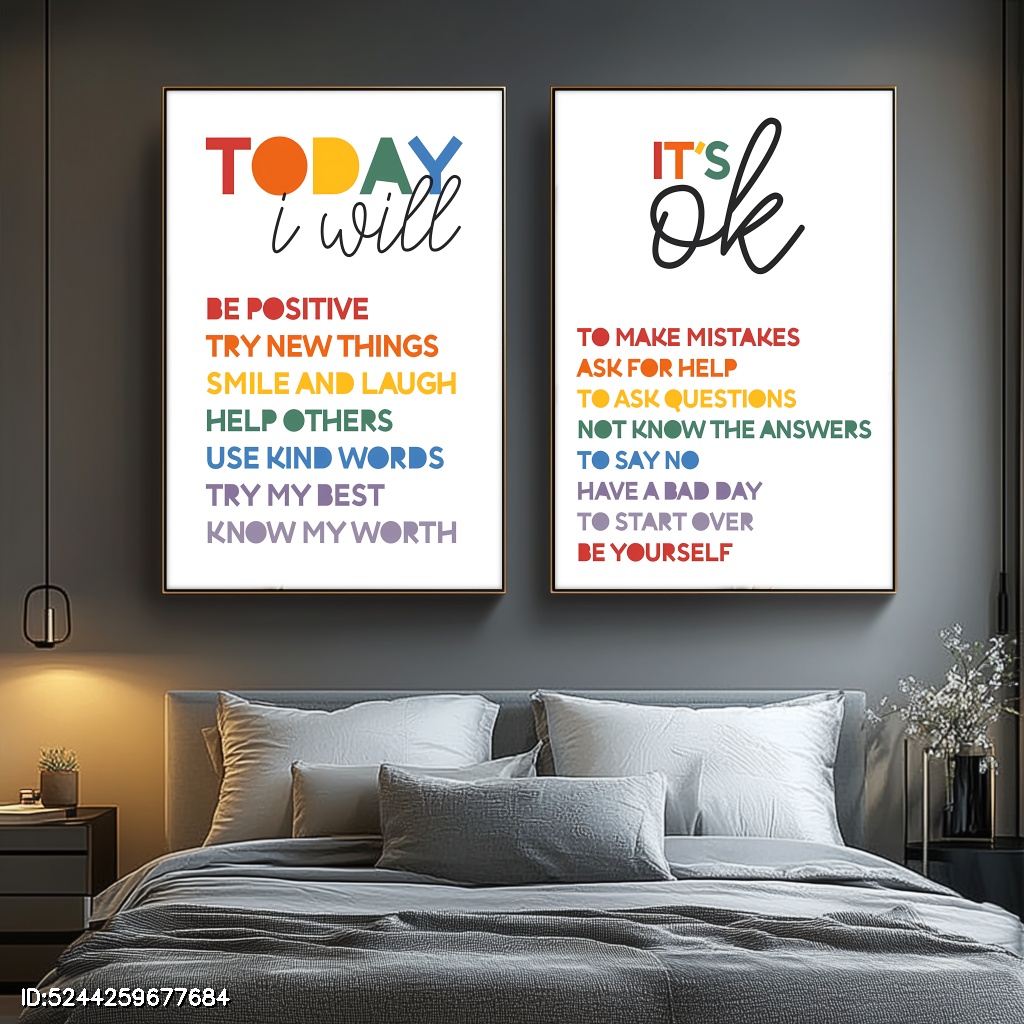 TODAY
i will
BE POSITIVE
TRY NEW THINGS
SMILE AND LAUGH
HELP OTHERS
USE KIND WORDS
TRY MY BEST
KNOW MY WORTH
IT'S
ok
TO MAKE MISTAKES
ASK FOR HELP
TO ASK QUESTIONS
NOT KNOW THE ANSWERS
TO SAY NO
HAVE A BAD DAY
TO START OVER
BE YOURSELF
ID:5244259677684